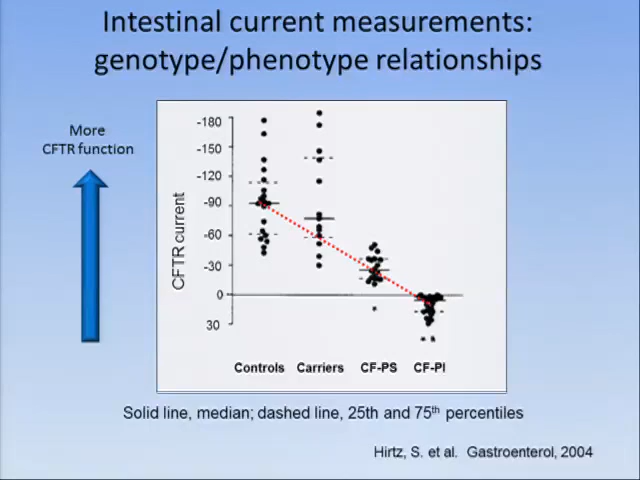 Intestinal current measurements:
genotype/phenotype relationships
More
CFTR function
CFTR current
-180
-150
-120
-90
-60
-30
0
30
Controls Carriers CF-PS CF-PI
Solid line, median; dashed line, 25th and 75th percentiles
Hirtz, S. et al. Gastroenterol, 2004